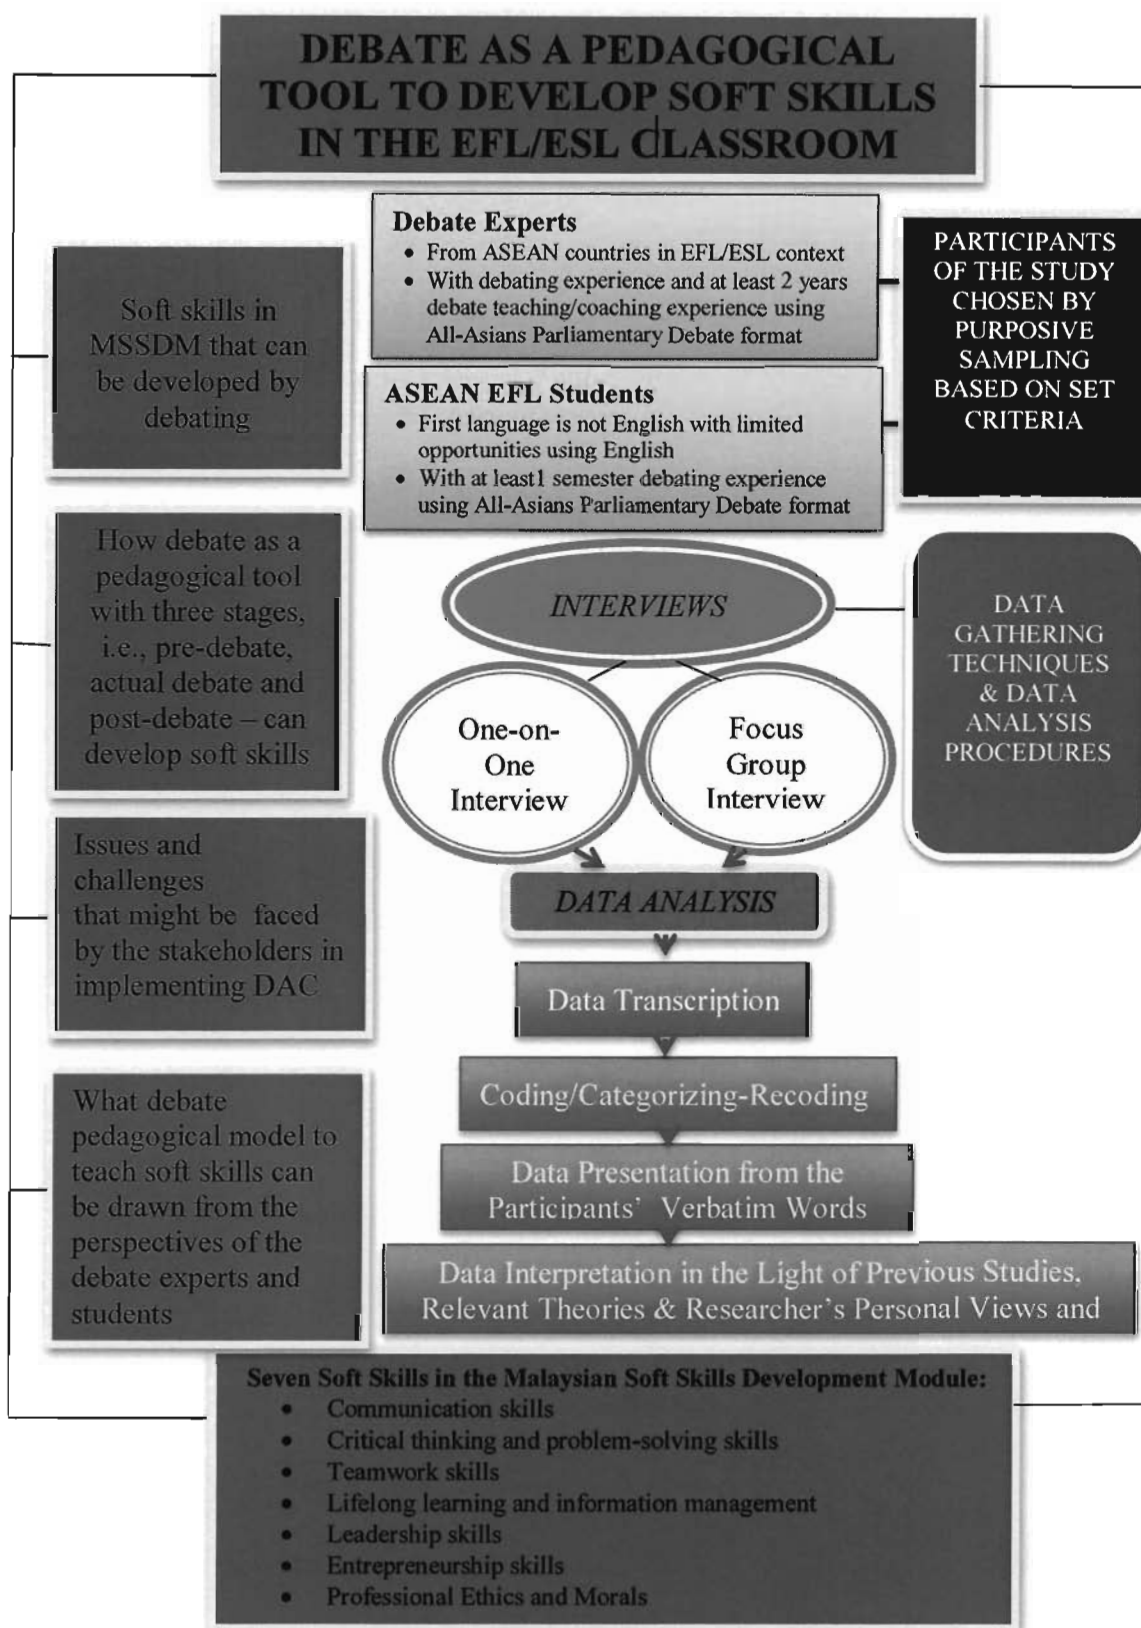 DEBATE AS A PEDAGOGICAL
TOOL TO DEVELOP SOFT SKILLS
IN THE EFL/ESL CLASSROOM
Debate Experts
• From ASEAN countries in EFL/ESL context
• With debating experience and at least 2 years
debate teaching/coaching experience using
All-Asians Parliamentary Debate format
PARTICIPANTS
OF THE STUDY
CHOSEN BY
PURPOSIVE
SAMPLING
BASED ON SET
CRITERIA
Soft skills in
MSSDM that can
be developed by
debating
ASEAN EFL Students
• First language is not English with limited
opportunities using English
• With at least1 semester debating experience
using All-Asians Parliamentary Debate format
How debate as a
pedagogical tool
with three stages,
i.e., pre-debate,
actual debate and
post-debate – can
develop soft skills
INTERVIEWS
One-on-
One
Interview
Focus
Group
Interview
DATA
GATHERING
TECHNIQUES
& DATA
ANALYSIS
PROCEDURES
Issues and
challenges
that might be faced
by the stakeholders in
implementing DAC
DATA ANALYSIS
Data Transcription
Coding/Categorizing-Recoding
Data Presentation from the
Participants' Verbatim Words
Data Interpretation in the Light of Previous Studies,
Relevant Theories & Researcher's Personal Views and
What debate
pedagogical model to
teach soft skills can
be drawn from the
perspectives of the
debate experts and
students
Seven Soft Skills in the Malaysian Soft Skills Development Module:
• Communication skills
• Critical thinking and problem-solving skills
• Teamwork skills
• Lifelong learning and information management
• Leadership skills
• Entrepreneurship skills
• Professional Ethics and Morals